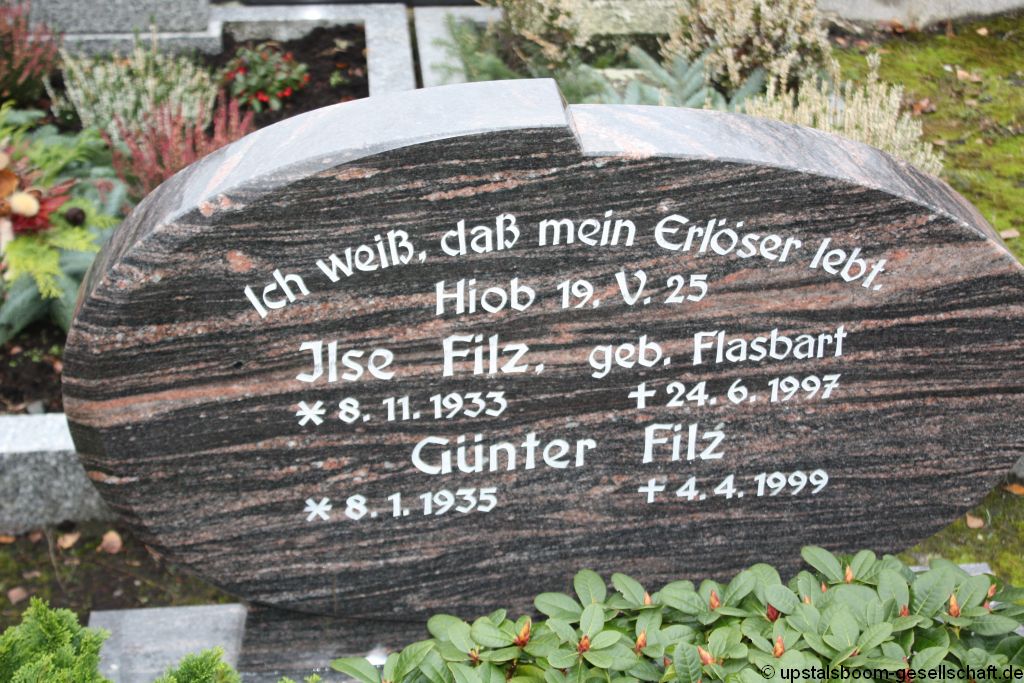 Ich weiß, daß mein Erlöser lebt.
Hiob 19. V. 25
Ilse Filz, geb. Flasbart
* 8. 11. 1933 † 24. 6. 1997
Günter Filz
* 8. 1. 1935 † 4. 4. 1999
© upstalsboom-gesellschaft.de